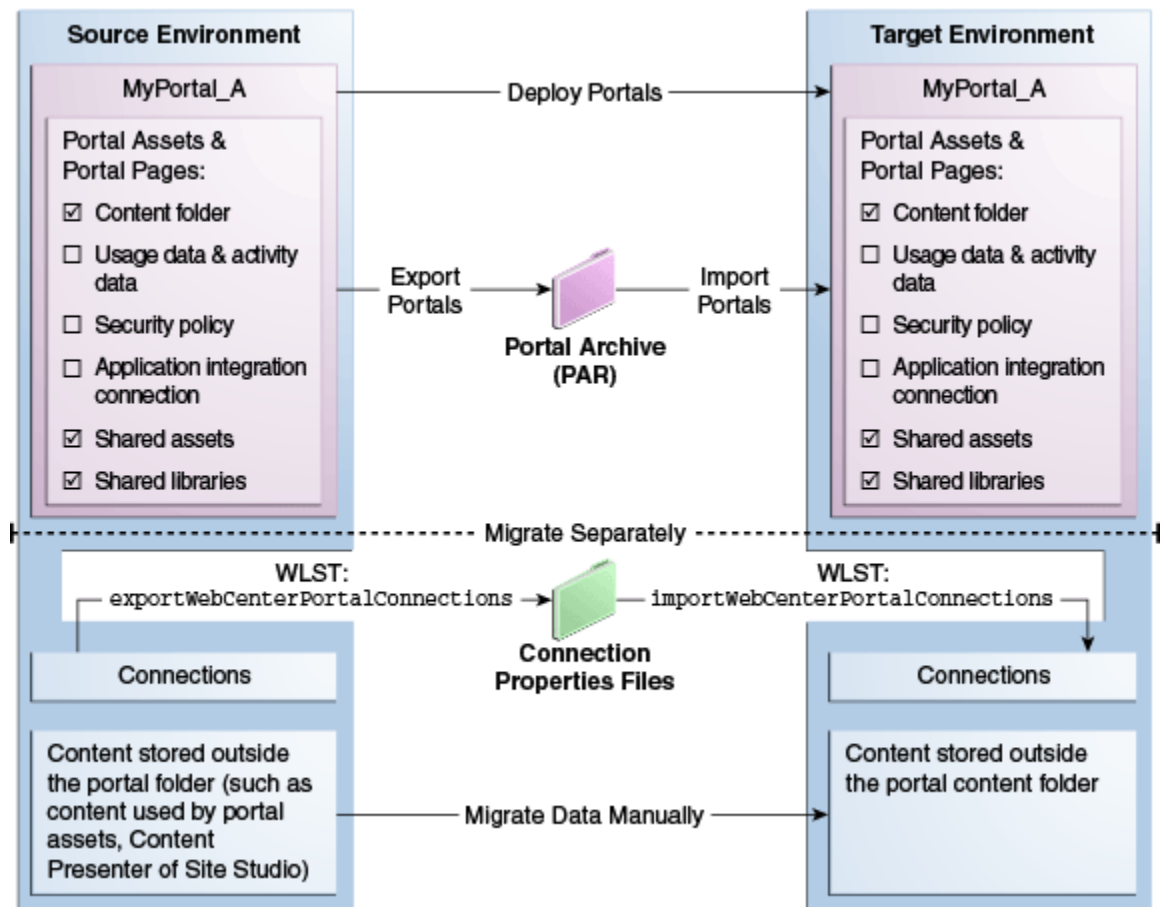 Source Environment
MyPortal_A
Portal Assets &
Portal Pages:
☑ Content folder
☐ Usage data & activity
data
☐ Security policy
☐ Application integration
connection
☑ Shared assets
☑ Shared libraries
Deploy Portals
Export
Portals
Portal Archive
(PAR)
Import
Portals
Target Environment
MyPortal_A
Portal Assets &
Portal Pages:
☑ Content folder
☐ Usage data & activity
data
☐ Security policy
☐ Application integration
connection
☑ Shared assets
☑ Shared libraries
Migrate Separately
WLST:
exportWebCenterPortalConnections
Connection
Properties Files
WLST:
importWebCenterPortalConnections
Connections
Connections
Content stored outside
the portal folder (such as
content used by portal
assets, Content
Presenter of Site Studio)
Migrate Data Manually
Content stored outside
the portal content folder